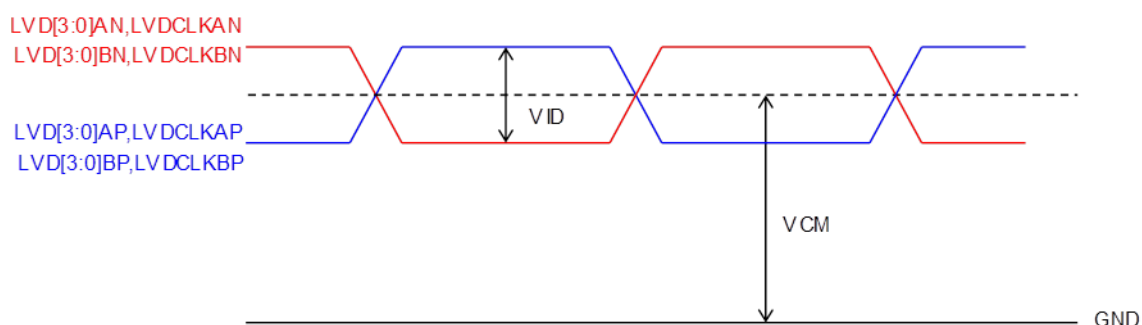 LVD[3:0]AN,LVDCLKAN
LVD[3:0]BN,LVDCLKBN
VID
LVD[3:0]AP,LVDCLKAP
LVD[3:0]BP,LVDCLKBP
VCM
GND